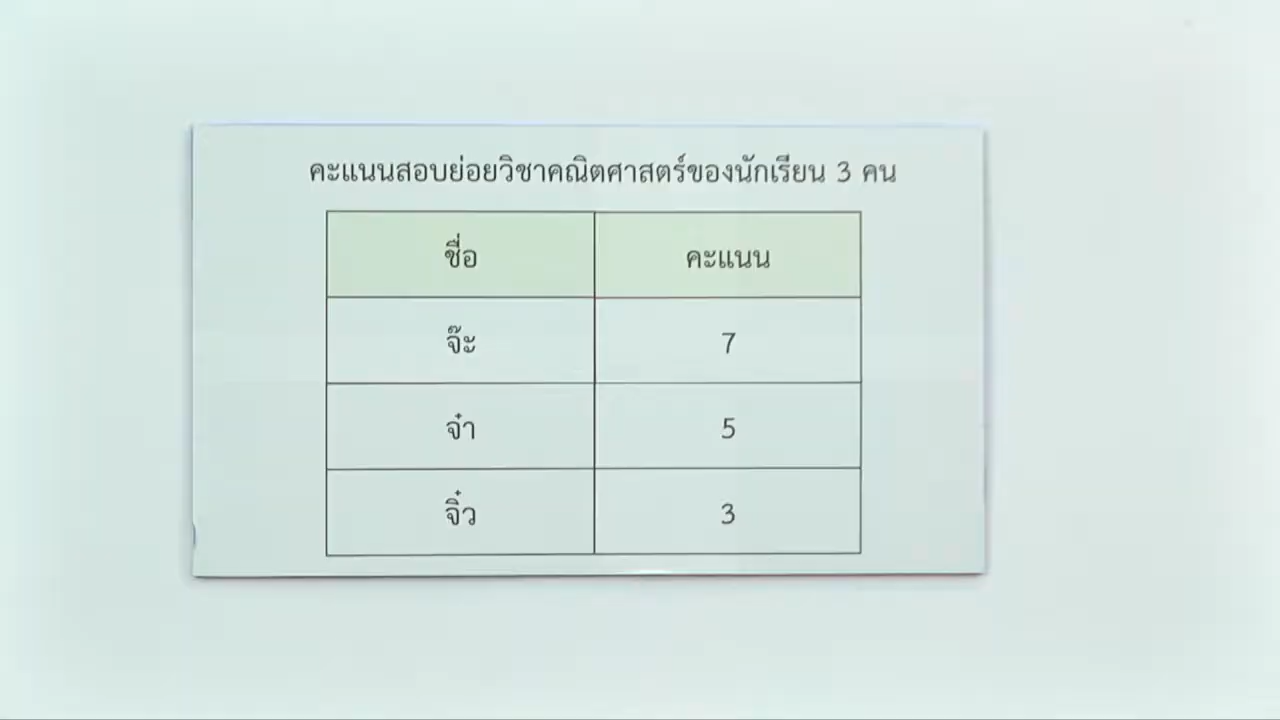 คะแนนสอบย่อยวิชาคณิตศาสตร์ของนักเรียน 3 คน
ชื่อ คะแนน
จ๊ะ 7
จ๋า 5
จิ๋ว 3